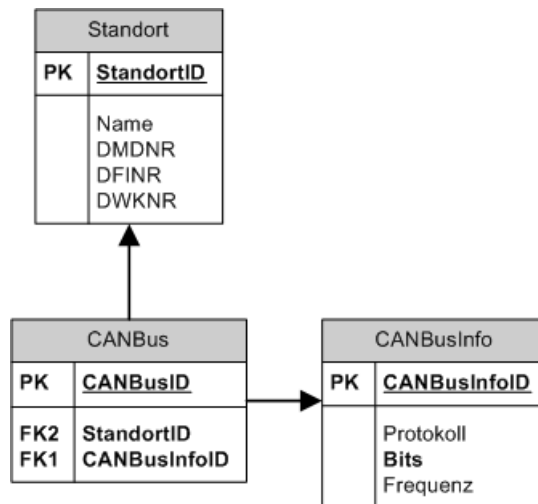 Standort
PK StandortID
Name
DMDNR
DFINR
DWKNR
CANBus
PK CANBusID
FK2 StandortID
FK1 CANBusInfoID
CANBusInfo
PK CANBusInfoID
Protokoll
Bits
Frequenz